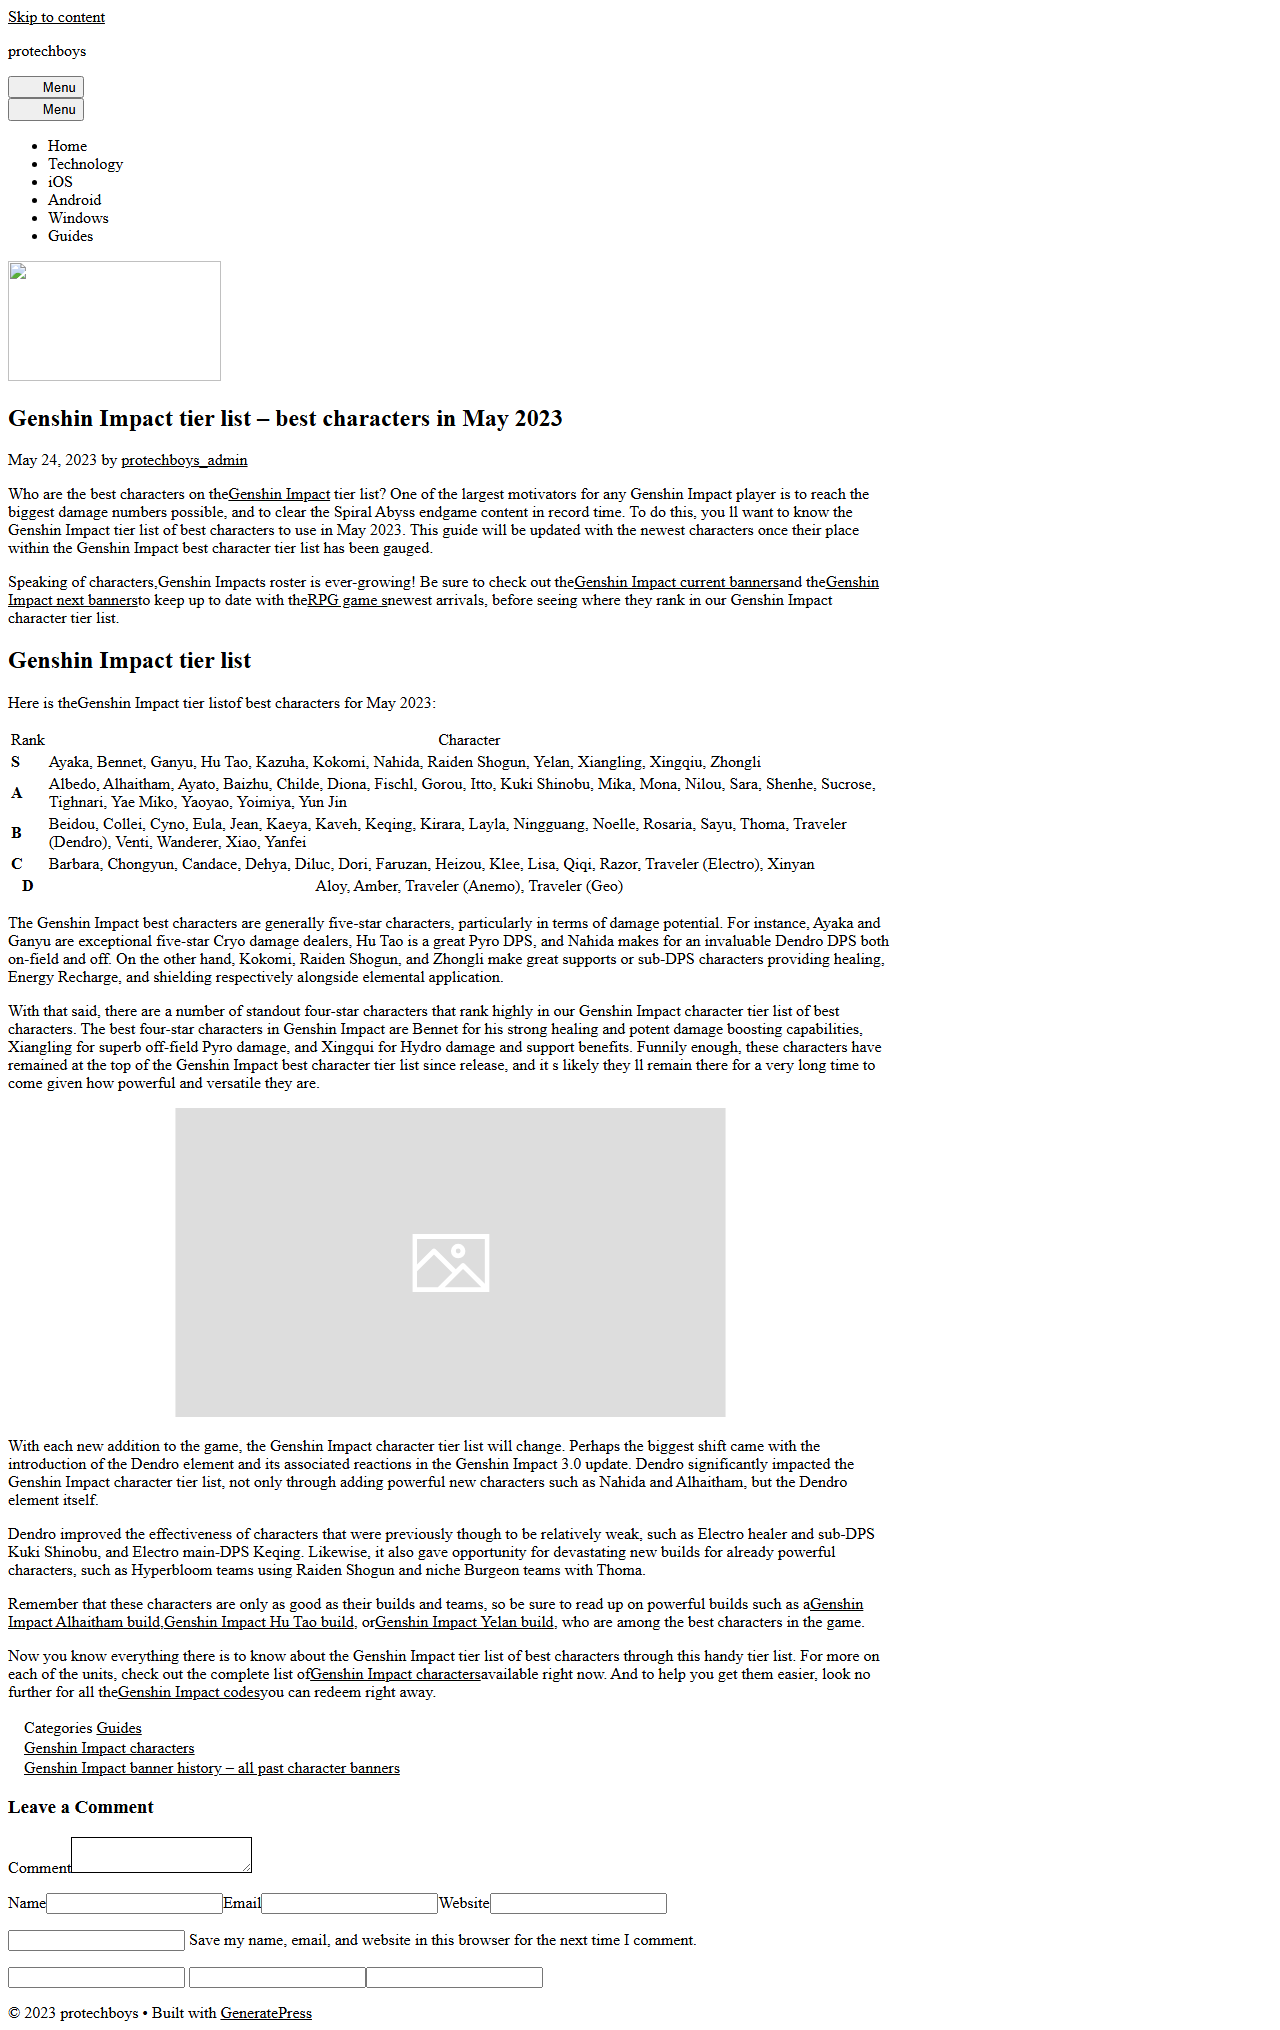 Skip to content
protechboys
Menu
Menu
Home
Technology
iOS
Android
Windows
Guides
Genshin Impact tier list – best characters in May 2023
May 24, 2023 by protechboys_admin
Who are the best characters on theGenshin Impact tier list? One of the largest motivators for any Genshin Impact player is to reach the
biggest damage numbers possible, and to clear the Spiral Abyss endgame content in record time. To do this, you ll want to know the
Genshin Impact tier list of best characters to use in May 2023. This guide will be updated with the newest characters once their place
within the Genshin Impact best character tier list has been gauged.
Speaking of characters,Genshin Impacts roster is ever-growing! Be sure to check out theGenshin Impact current bannersand theGenshin
Impact next bannersto keep up to date with theRPG game snewest arrivals, before seeing where they rank in our Genshin Impact
character tier list.
Genshin Impact tier list
Here is theGenshin Impact tier listof best characters for May 2023:
Rank Character
S Ayaka, Bennet, Ganyu, Hu Tao, Kazuha, Kokomi, Nahida, Raiden Shogun, Yelan, Xiangling, Xingqiu, Zhongli
A Albedo, Alhaitham, Ayato, Baizhu, Childe, Diona, Fischl, Gorou, Itto, Kuki Shinobu, Mika, Mona, Nilou, Sara, Shenhe, Sucrose,
Tighnari, Yae Miko, Yaoyao, Yoimiya, Yun Jin
B Beidou, Collei, Cyno, Eula, Jean, Kaeya, Kaveh, Keqing, Kirara, Layla, Ningguang, Noelle, Rosaria, Sayu, Thoma, Traveler
(Dendro), Venti, Wanderer, Xiao, Yanfei
C Barbara, Chongyun, Candace, Dehya, Diluc, Dori, Faruzan, Heizou, Klee, Lisa, Qiqi, Razor, Traveler (Electro), Xinyan
D Aloy, Amber, Traveler (Anemo), Traveler (Geo)
The Genshin Impact best characters are generally five-star characters, particularly in terms of damage potential. For instance, Ayaka and
Ganyu are exceptional five-star Cryo damage dealers, Hu Tao is a great Pyro DPS, and Nahida makes for an invaluable Dendro DPS both
on-field and off. On the other hand, Kokomi, Raiden Shogun, and Zhongli make great supports or sub-DPS characters providing healing,
Energy Recharge, and shielding respectively alongside elemental application.
With that said, there are a number of standout four-star characters that rank highly in our Genshin Impact character tier list of best
characters. The best four-star characters in Genshin Impact are Bennet for his strong healing and potent damage boosting capabilities,
Xiangling for superb off-field Pyro damage, and Xingqui for Hydro damage and support benefits. Funnily enough, these characters have
remained at the top of the Genshin Impact best character tier list since release, and it s likely they ll remain there for a very long time to
come given how powerful and versatile they are.
With each new addition to the game, the Genshin Impact character tier list will change. Perhaps the biggest shift came with the
introduction of the Dendro element and its associated reactions in the Genshin Impact 3.0 update. Dendro significantly impacted the
Genshin Impact character tier list, not only through adding powerful new characters such as Nahida and Alhaitham, but the Dendro
element itself.
Dendro improved the effectiveness of characters that were previously though to be relatively weak, such as Electro healer and sub-DPS
Kuki Shinobu, and Electro main-DPS Keqing. Likewise, it also gave opportunity for devastating new builds for already powerful
characters, such as Hyperbloom teams using Raiden Shogun and niche Burgeon teams with Thoma.
Remember that these characters are only as good as their builds and teams, so be sure to read up on powerful builds such as aGenshin
Impact Alhaitham build,Genshin Impact Hu Tao build, orGenshin Impact Yelan build, who are among the best characters in the game.
Now you know everything there is to know about the Genshin Impact tier list of best characters through this handy tier list. For more on
each of the units, check out the complete list ofGenshin Impact charactersavailable right now. And to help you get them easier, look no
further for all theGenshin Impact codesyou can redeem right away.
Categories Guides
Genshin Impact characters
Genshin Impact banner history – all past character banners
Leave a Comment
Comment
Name Email Website
Save my name, email, and website in this browser for the next time I comment.
© 2023 protechboys • Built with GeneratePress